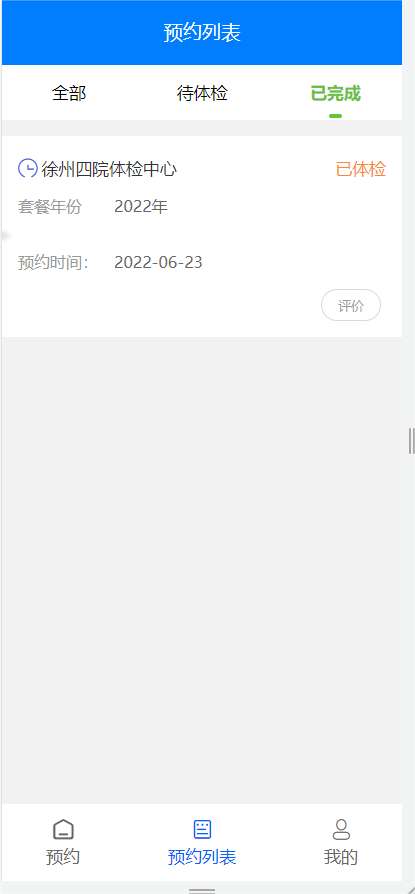 预约列表
全部 待体检 已完成
徐州四院体检中心 已体检
套餐年份 2022年
预约时间： 2022-06-23
评价
预约 预约列表 我的